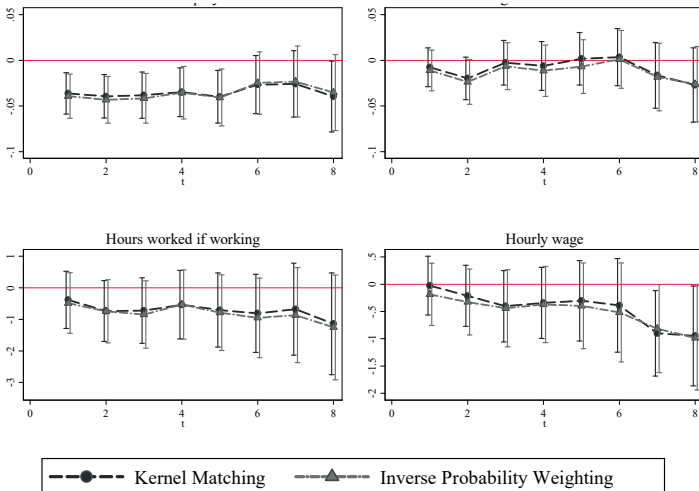 .05
0
-.05
-.1
0 2 4 6 8
t
.05
0
-.05
-.1
0 2 4 6 8
t
Hours worked if working
1
0
-1
-2
-3
0 2 4 6 8
t
Hourly wage
.5
0
-.5
-1
-1.5
-2
0 2 4 6 8
t
Kernel Matching
Inverse Probability Weighting